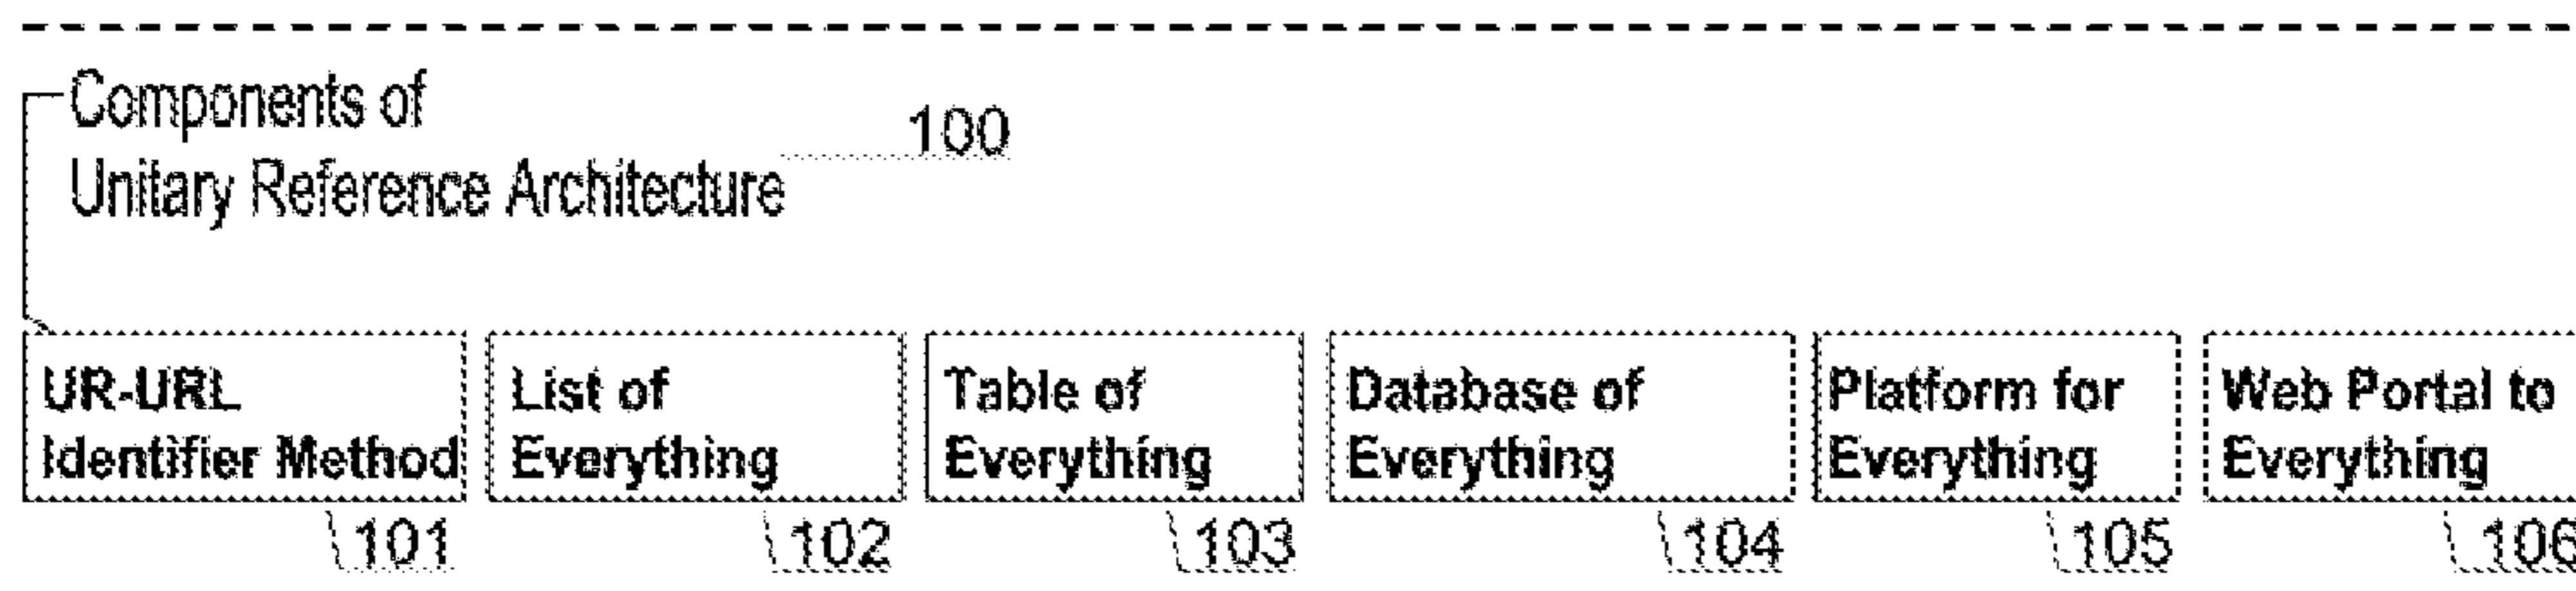 Components of
100
Unitary Reference Architecture
UR-URL
Identifier Method
List of
Everything
Table of
Everything
Database of
Everything
Platform for
Everything
Web Portal to
Everything
101
102
103
104
105
106